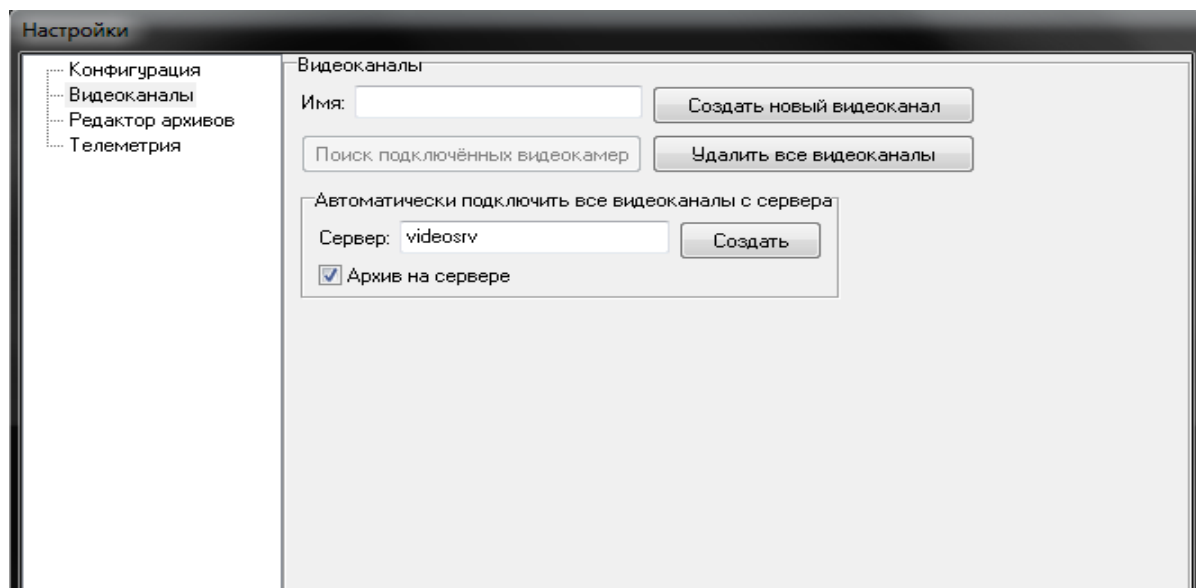 Настройки
Конфигурация
Видеоканалы
Редактор архивов
Телеметрия
Видеоканалы
Имя:
Создать новый видеоканал
Поиск подключённых видеокамер
Удалить все видеоканалы
Автоматически подключить все видеоканалы с сервера
Сервер: videosrv
Создать
Архив на сервере